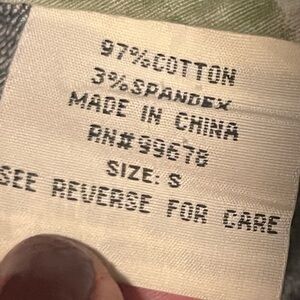 97%COTTON
3%SPANDEX
MADE IN CHINA
RN#99678
SIZE: S
SEE REVERSE FOR CARE